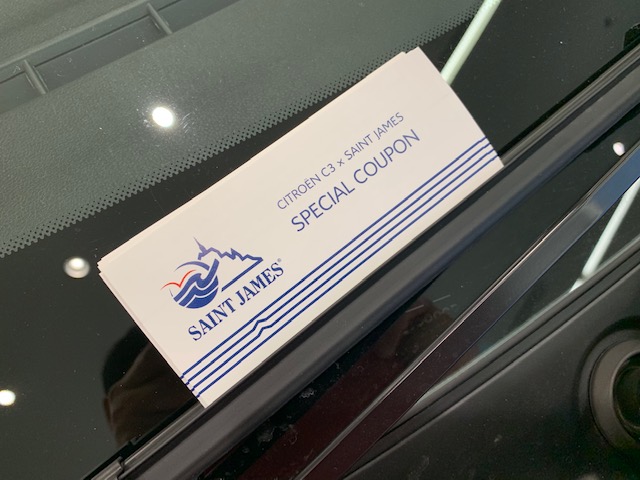 CITROËN C3 × SAINT JAMES
SPECIAL COUPON
SAINT JAMES®